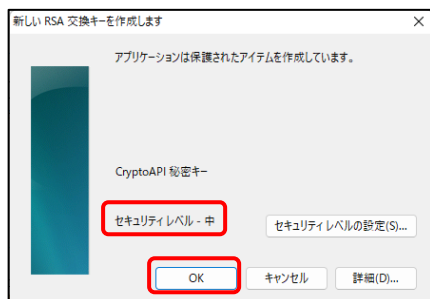 新しい RSA 交換キーを作成します
アプリケーションは保護されたアイテムを作成しています。
CryptoAPI 秘密キー
セキュリティ レベル - 中
セキュリティ レベルの設定(S)...
OK
キャンセル
詳細(D)...